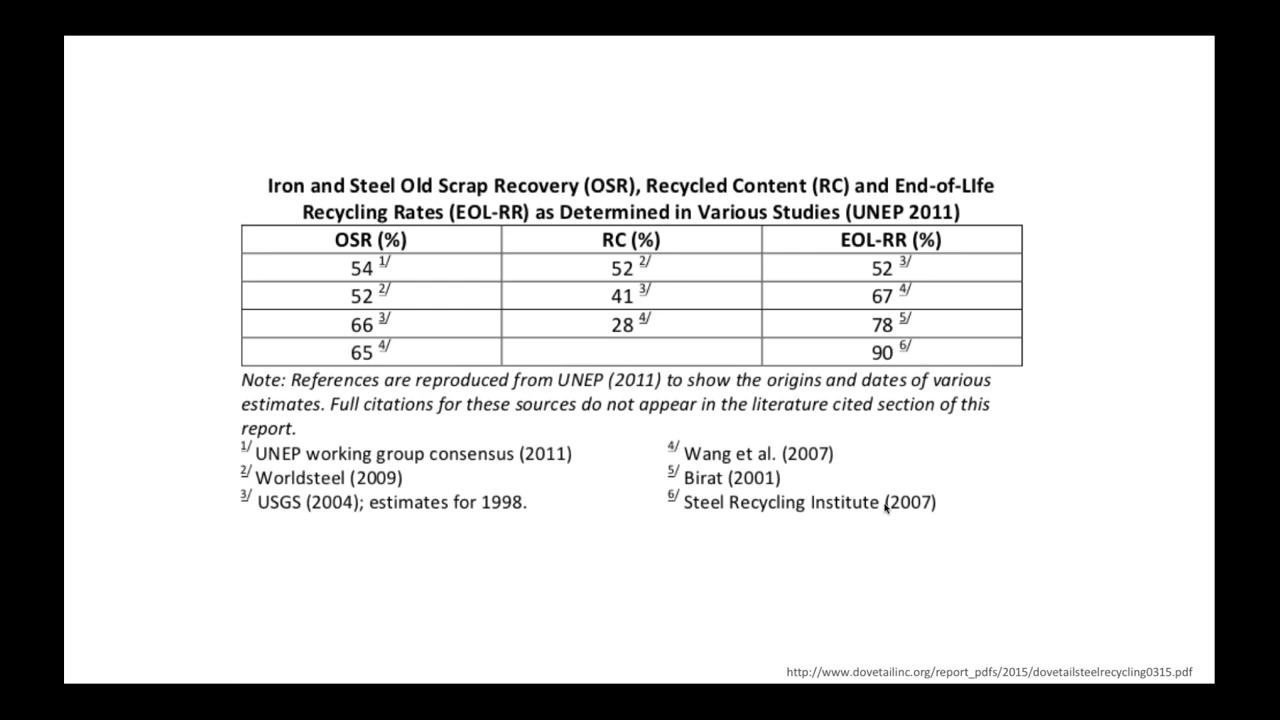 Iron and Steel Old Scrap Recovery (OSR), Recycled Content (RC) and End-of-LIfe
Recycling Rates (EOL-RR) as Determined in Various Studies (UNEP 2011)
OSR (%) RC (%) EOL-RR (%)
54 1/ 52 2/ 52 3/
52 2/ 41 3/ 67 4/
66 3/ 28 4/ 78 5/
65 4/ 90 6/
Note: References are reproduced from UNEP (2011) to show the origins and dates of various
estimates. Full citations for these sources do not appear in the literature cited section of this
report.
1/ UNEP working group consensus (2011)
2/ Worldsteel (2009)
3/ USGS (2004); estimates for 1998.
4/ Wang et al. (2007)
5/ Birat (2001)
6/ Steel Recycling Institute (2007)
http://www.dovetailinc.org/report_pdfs/2015/dovetailsteelrecycling0315.pdf